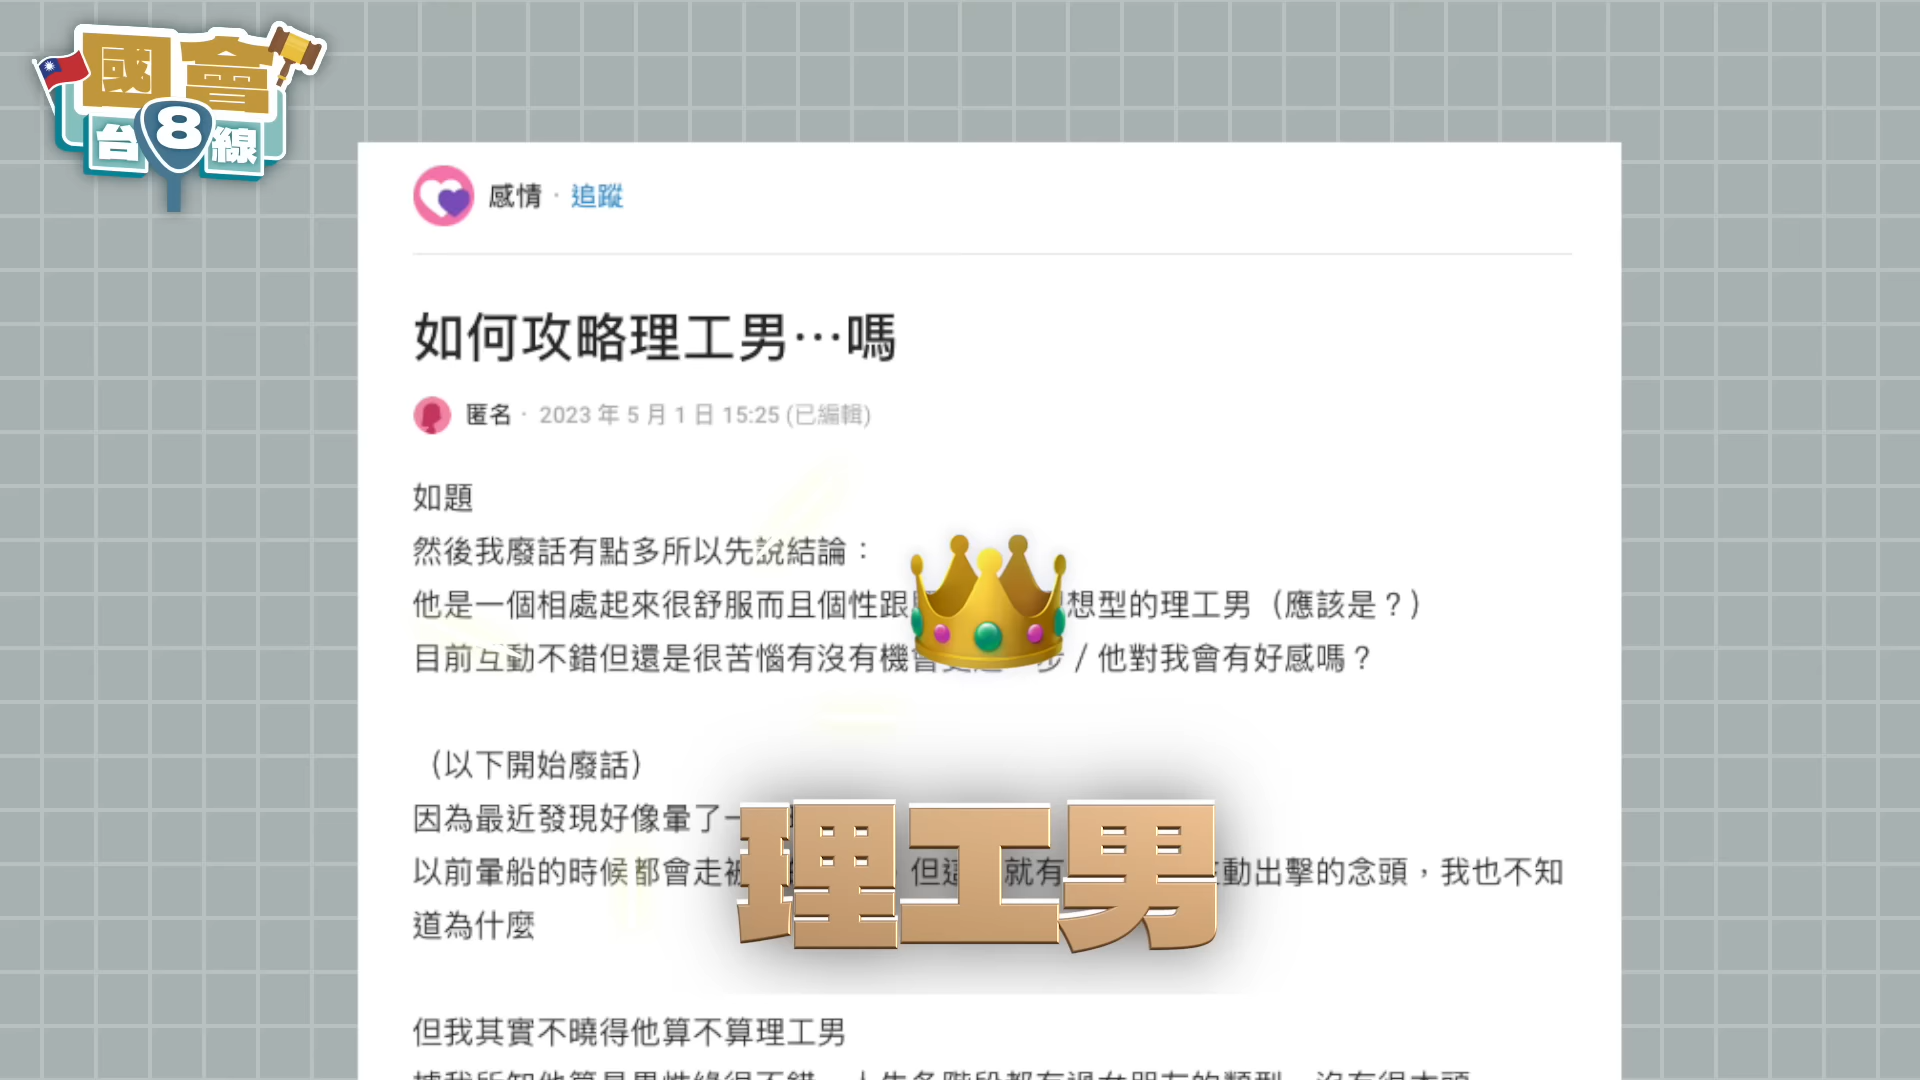 國會
台8線
感情 · 追蹤
如何攻略理工男…嗎
匿名 · 2023 年 5 月 1 日 15:25 (已編輯)
如題
然後我廢話有點多所以先說結論：
他是一個相處起來很舒服而且個性跟 想型的理工男（應該是？）
目前互動不錯但還是很苦惱有沒有機會 步 / 他對我會有好感嗎？
（以下開始廢話）
因為最近發現好像暈了一
以前暈船的時候都會走被 但這 就有 動出擊的念頭，我也不知
道為什麼
理工男
但我其實不曉得他算不算理工男